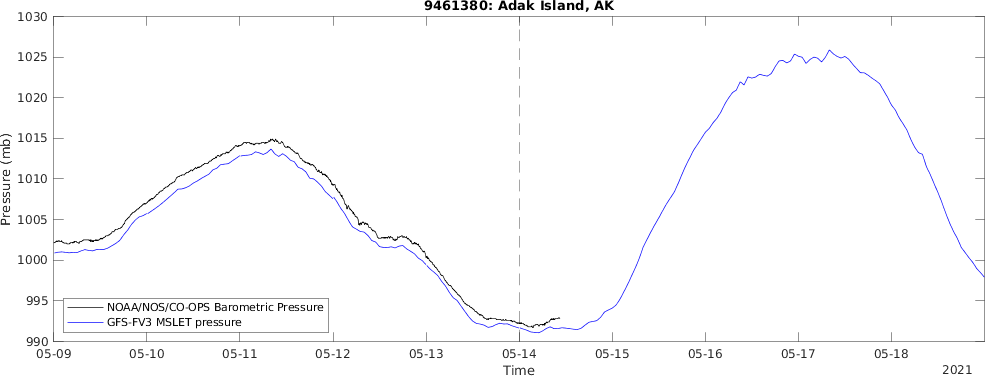 9461380: Adak Island, AK
Pressure (mb)
1030
1025
1020
1015
1010
1005
1000
995
990
NOAA/NOS/CO-OPS Barometric Pressure
GFS-FV3 MSLET pressure
05-09 05-10 05-11 05-12 05-13 05-14 05-15 05-16 05-17 05-18
Time
2021